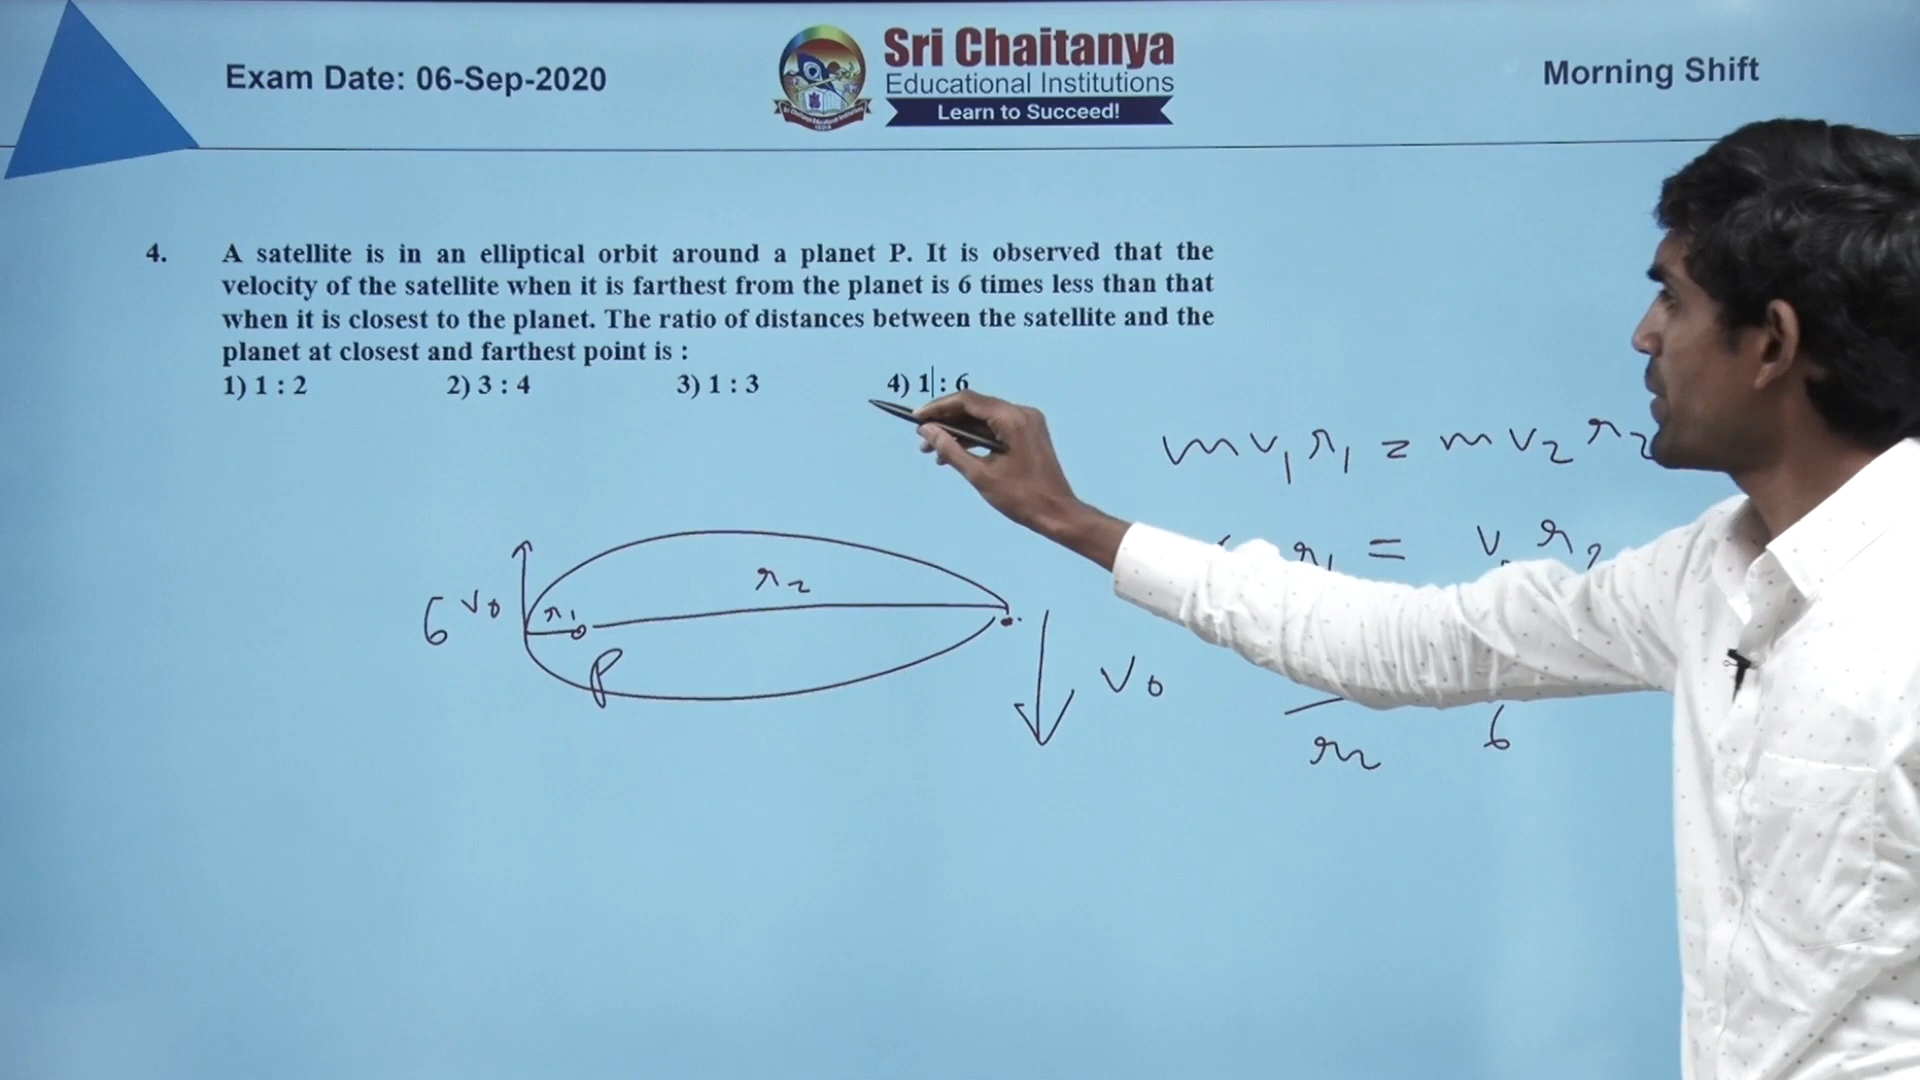 Exam Date: 06-Sep-2020
Sri Chaitanya
Educational Institutions
Learn to Succeed!
Morning Shift
4. A satellite is in an elliptical orbit around a planet P. It is observed that the
velocity of the satellite when it is farthest from the planet is 6 times less than that
when it is closest to the planet. The ratio of distances between the satellite and the
planet at closest and farthest point is :
1) 1 : 2 2) 3 : 4 3) 1 : 3 4) 1 : 6
mv₁r₁ = mv₂r₂
r₁ = v r₂
r₂ 6
6v₀
r₁
r₂
P
v₀